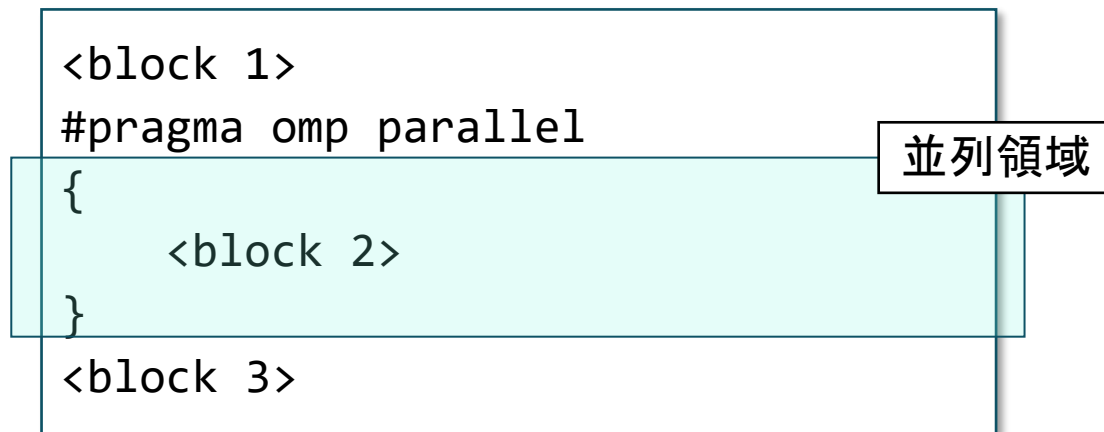 <block 1>
#pragma omp parallel
並列領域
{
<block 2>
}
<block 3>